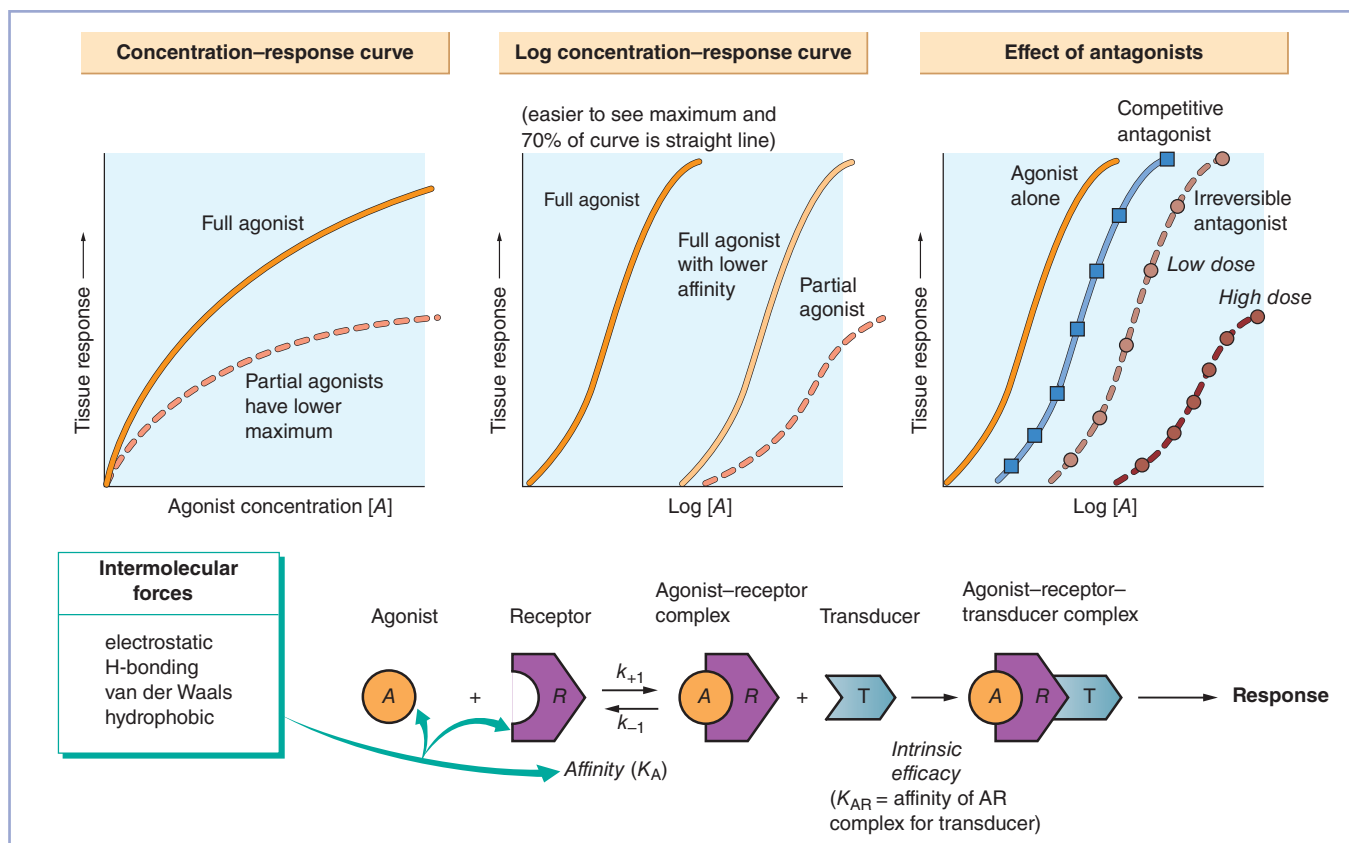 Concentration–response curve
Tissue response
Full agonist
Partial agonists
have lower
maximum
Agonist concentration [A]
Log concentration–response curve
(easier to see maximum and
70% of curve is straight line)
Tissue response
Full agonist
Full agonist
with lower
affinity
Partial
agonist
Log [A]
Effect of antagonists
Tissue response
Competitive
antagonist
Agonist
alone
Irreversible
antagonist
Low dose
High dose
Log [A]
Intermolecular
forces
electrostatic
H-bonding
van der Waals
hydrophobic
Agonist
Receptor
Agonist–receptor
complex
Transducer
Agonist–receptor–
transducer complex
A
+
R
k+1
k–1
A R
+
T
A R T
Response
Affinity (KA)
Intrinsic
efficacy
(KAR = affinity of AR
complex for transducer)